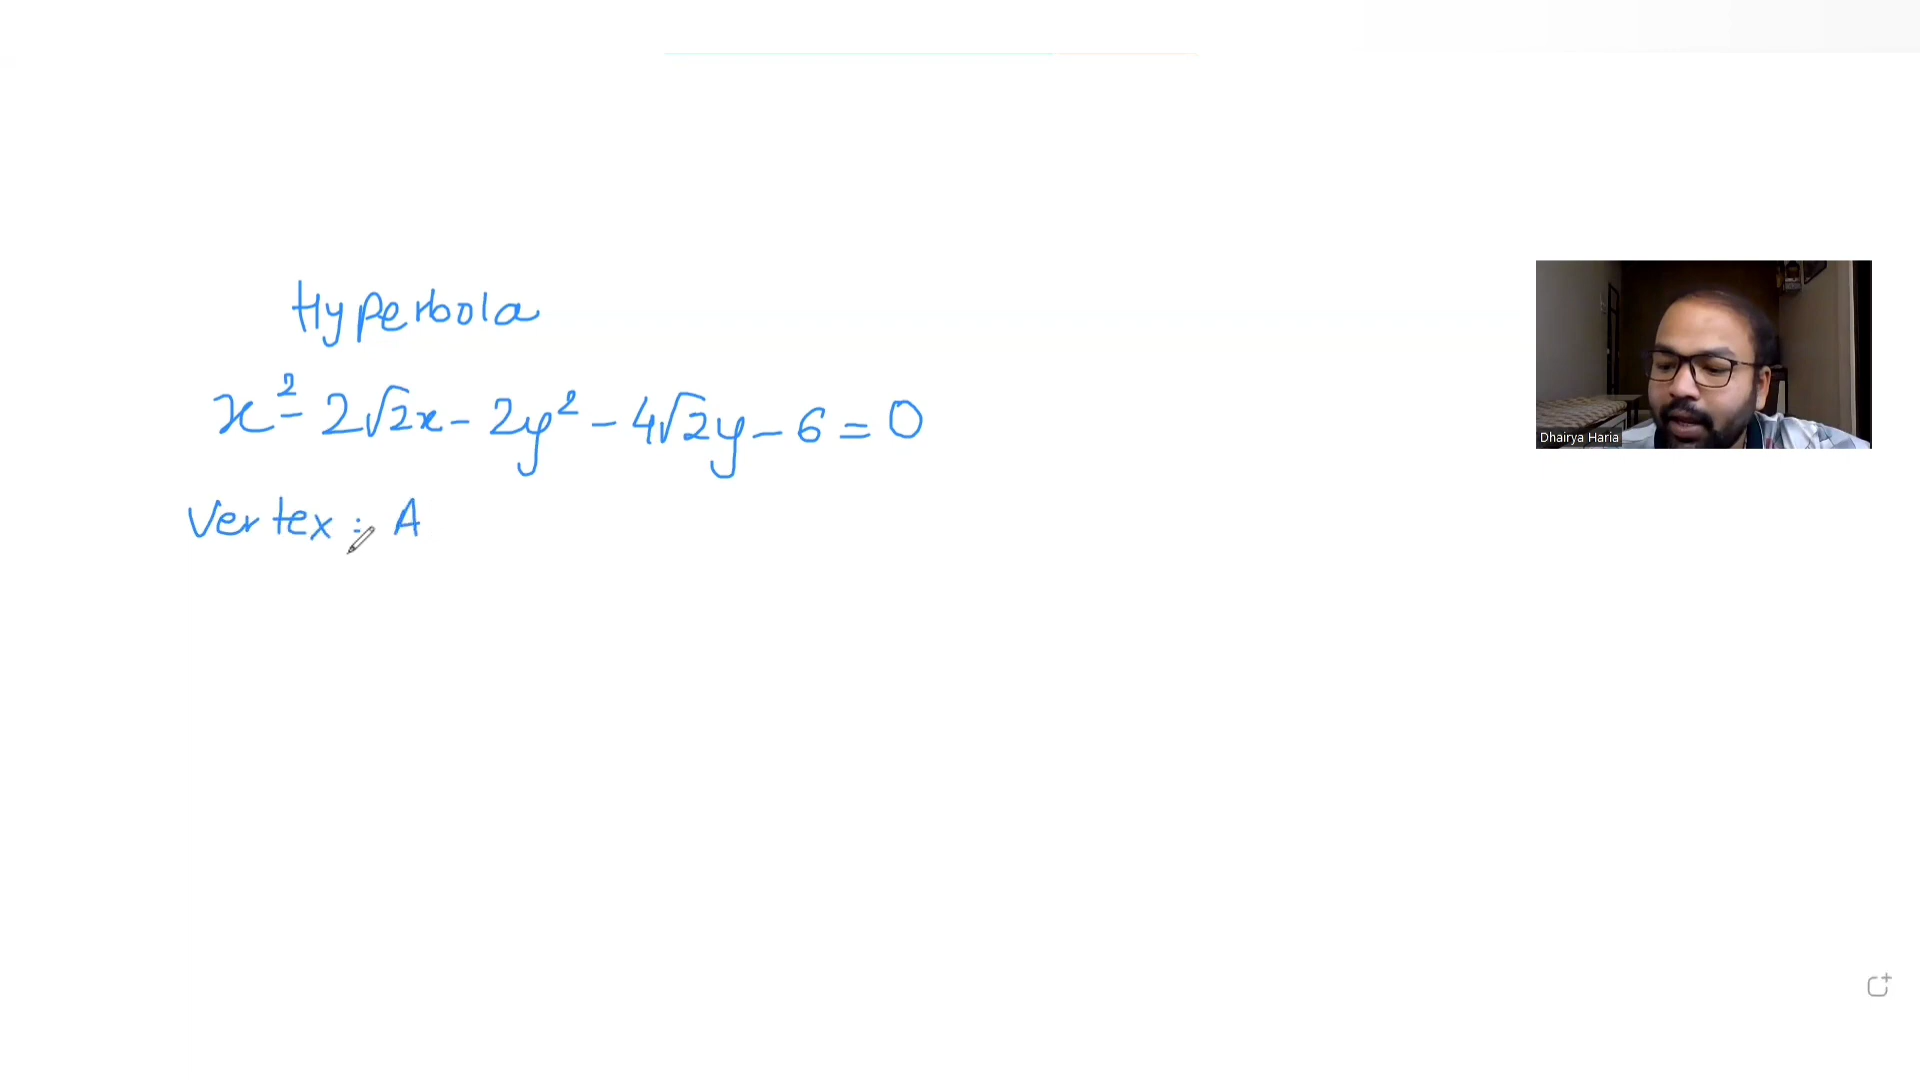 Hyperbola
x² - 2√2x - 2y² - 4√2y - 6 = 0
Vertex : A
Dhairya Haria